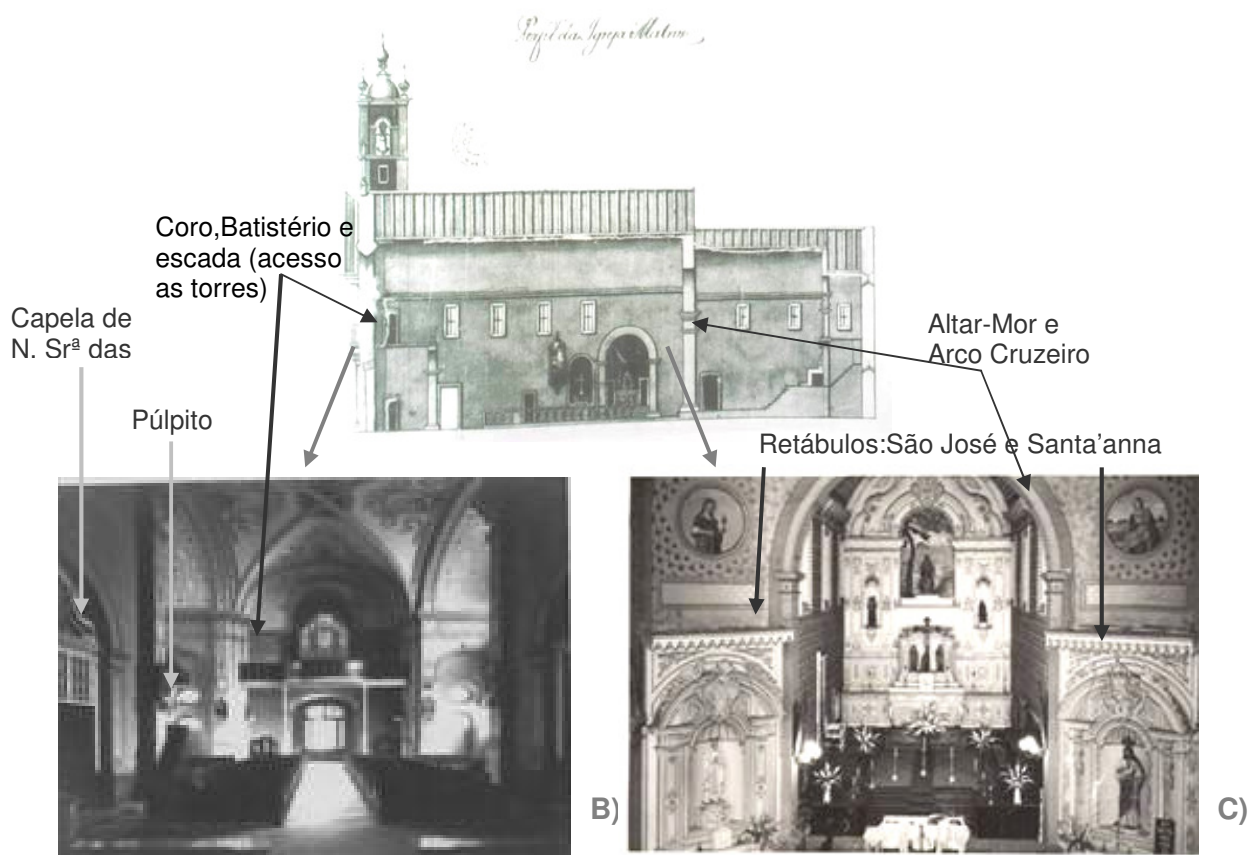 Perfil da Igreja Matriz
Coro,Batistério e
escada (acesso
as torres)
Capela de
N. Srª das
Púlpito
Altar-Mor e
Arco Cruzeiro
Retábulos:São José e Santa’anna
B)
C)